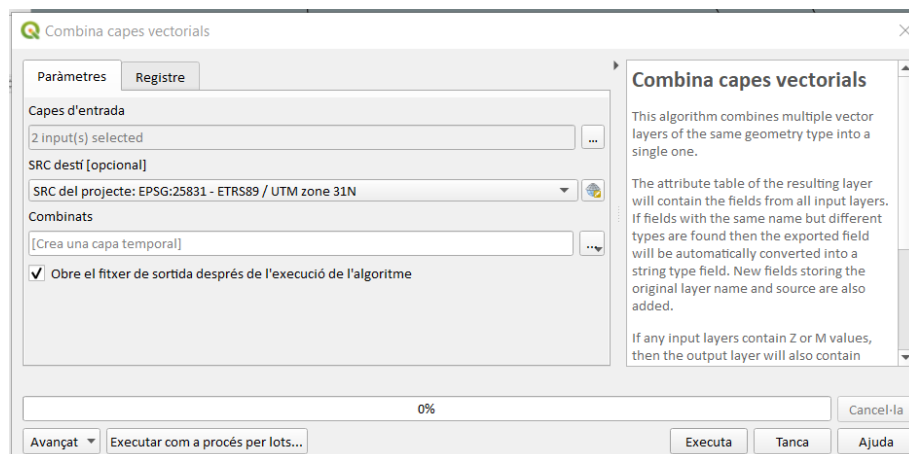 Combina capes vectorials
Paràmetres
Registre
Capes d'entrada
2 input(s) selected
...
SRC destí [opcional]
SRC del projecte: EPSG:25831 - ETRS89 / UTM zone 31N
Combinats
[Crea una capa temporal]
...
Obre el fitxer de sortida després de l'execució de l'algoritme
Combina capes vectorials
This algorithm combines multiple vector
layers of the same geometry type into a
single one.
The attribute table of the resulting layer
will contain the fields from all input layers.
If fields with the same name but different
types are found then the exported field
will be automatically converted into a
string type field. New fields storing the
original layer name and source are also
added.
If any input layers contain Z or M values,
then the output layer will also contain
0%
Cancel·la
Avançat
Executar com a procés per lots...
Executa
Tanca
Ajuda